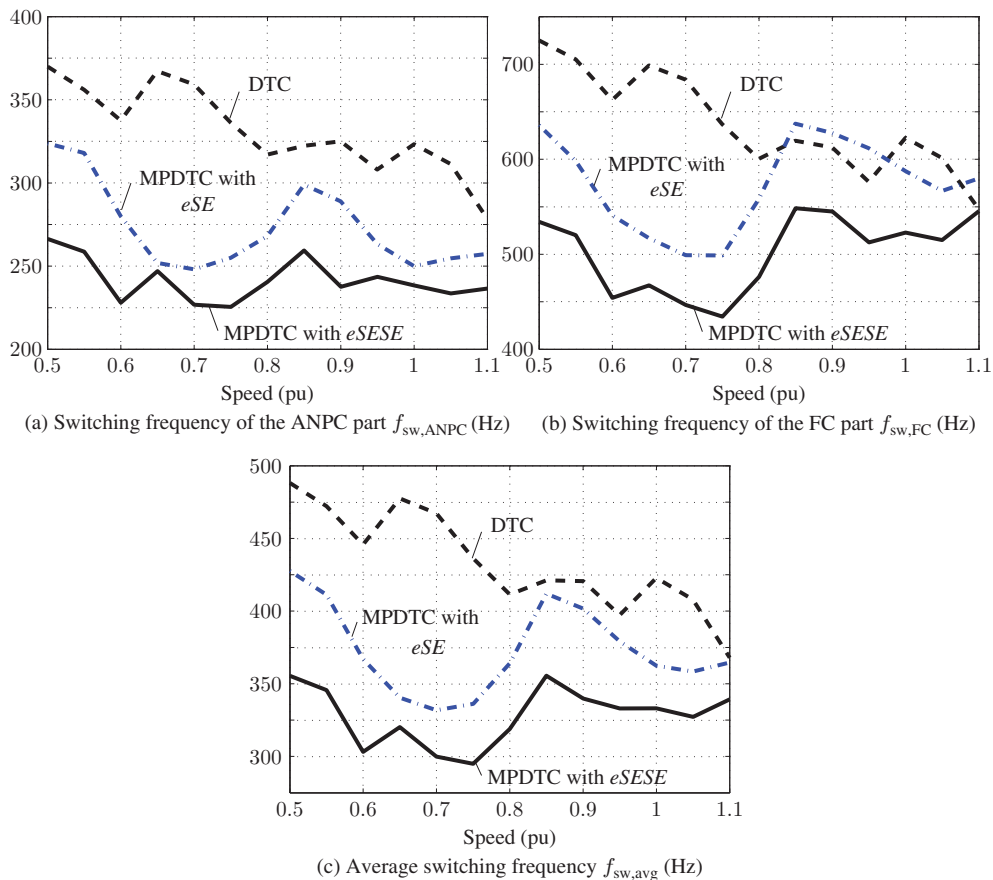 400
350
300
250
200
DTC
MPDTC with
eSE
MPDTC with eSESE
0.5 0.6 0.7 0.8 0.9 1 1.1
Speed (pu)
(a) Switching frequency of the ANPC part fsw,ANPC (Hz)
700
600
500
400
DTC
MPDTC with
eSE
MPDTC with eSESE
0.5 0.6 0.7 0.8 0.9 1 1.1
Speed (pu)
(b) Switching frequency of the FC part fsw,FC (Hz)
500
450
400
350
300
DTC
MPDTC with
eSE
MPDTC with eSESE
0.5 0.6 0.7 0.8 0.9 1 1.1
Speed (pu)
(c) Average switching frequency fsw,avg (Hz)